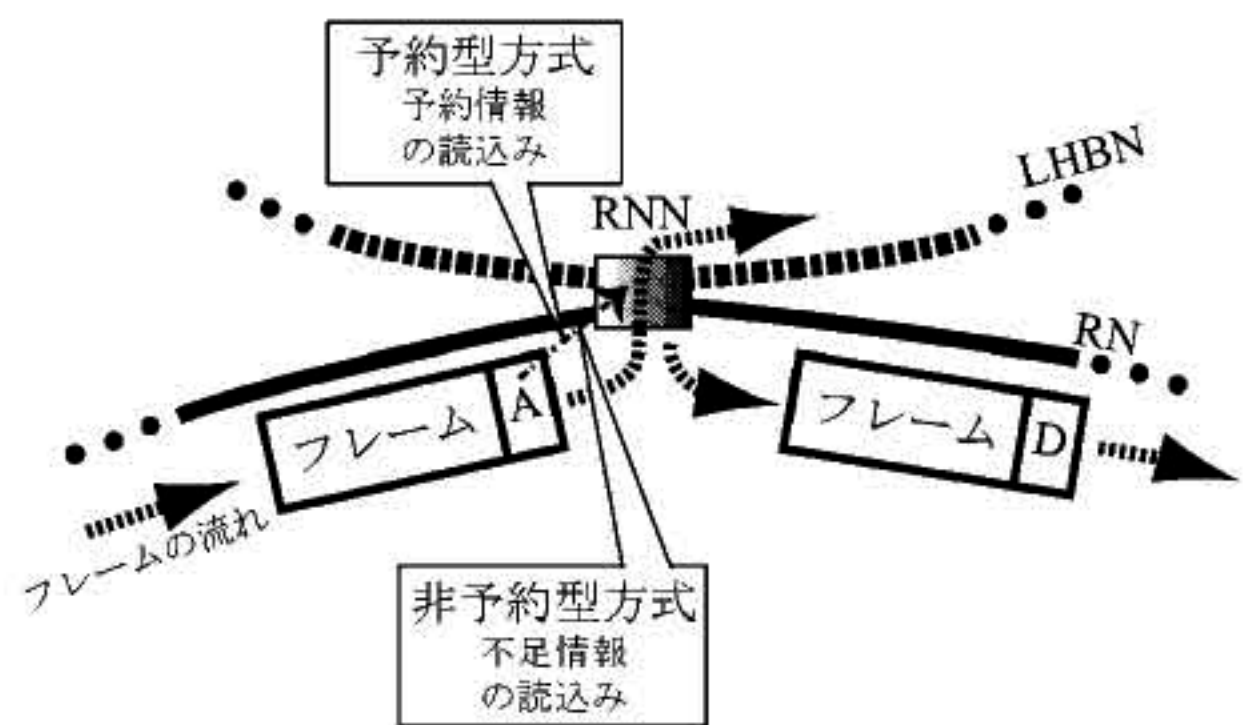 予約型方式
予約情報
の読込み
LHBN
RNN
RN
フレーム A
フレーム D
フレームの流れ
非予約型方式
不足情報
の読込み